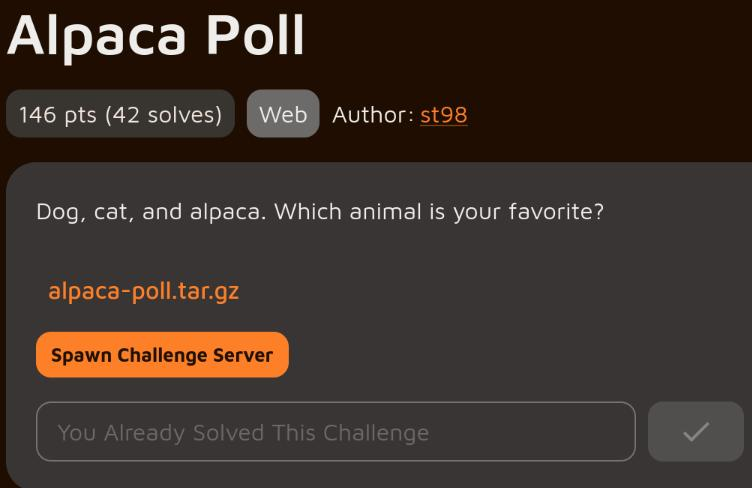 Alpaca Poll
146 pts (42 solves) Web Author: st98
Dog, cat, and alpaca. Which animal is your favorite?
alpaca-poll.tar.gz
Spawn Challenge Server
You Already Solved This Challenge